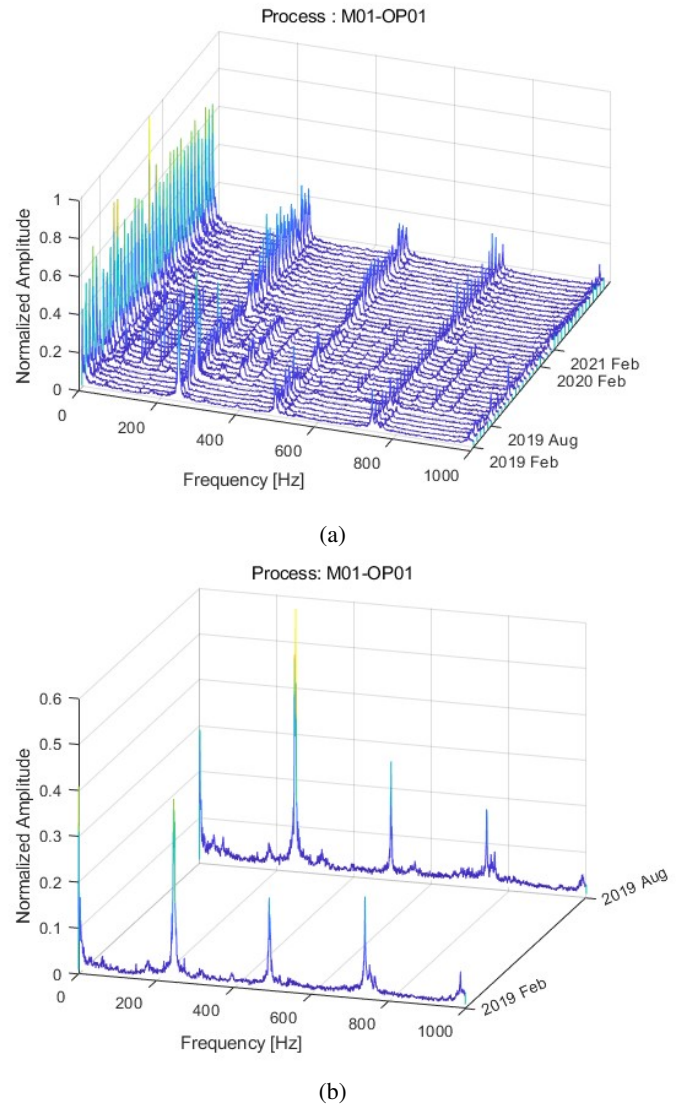 Process : M01-OP01
Normalized Amplitude
1
0.8
0.6
0.4
0.2
0
0
200
400
600
800
1000
Frequency [Hz]
2021 Feb
2020 Feb
2019 Aug
2019 Feb
(a)
Process: M01-OP01
Normalized Amplitude
0.6
0.5
0.4
0.3
0.2
0.1
0
0
200
400
600
800
1000
Frequency [Hz]
2019 Aug
2019 Feb
(b)